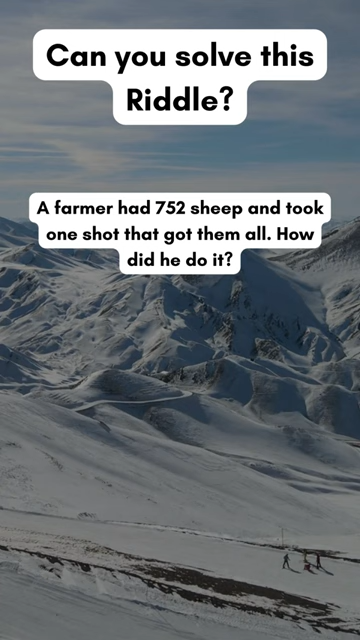 Can you solve this
Riddle?
A farmer had 752 sheep and took
one shot that got them all. How
did he do it?